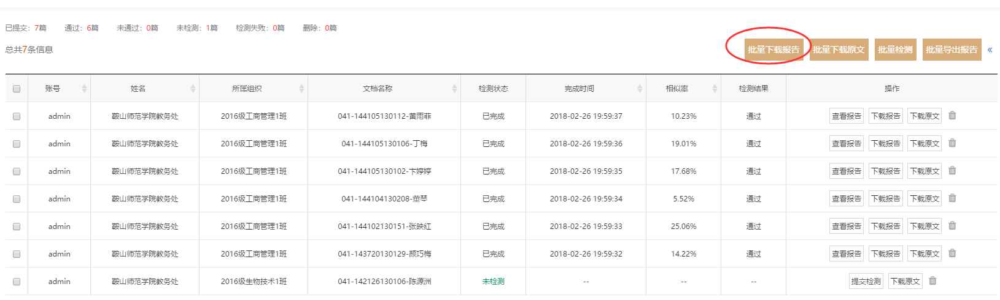 已提交：7篇 通过：6篇 未通过：0篇 未检测：1篇 检测失败：0篇 删除：0篇
总共7条信息 批量下载报告 批量下载原文 批量检测 批量导出报告 «
账号 姓名 所属组织 文档名称 检测状态 完成时间 相似率 检测结果 操作
admin 鞍山师范学院教务处 2016级工商管理1班 041-144105130112-黄雨菲 已完成 2018-02-26 19:59:37 10.23% 通过 查看报告 下载报告 下载原文
admin 鞍山师范学院教务处 2016级工商管理1班 041-144105130106-丁梅 已完成 2018-02-26 19:59:36 19.01% 通过 查看报告 下载报告 下载原文
admin 鞍山师范学院教务处 2016级工商管理1班 041-144105130102-卞婷婷 已完成 2018-02-26 19:59:35 17.68% 通过 查看报告 下载报告 下载原文
admin 鞍山师范学院教务处 2016级工商管理1班 041-144104130208-茔琴 已完成 2018-02-26 19:59:34 5.52% 通过 查看报告 下载报告 下载原文
admin 鞍山师范学院教务处 2016级工商管理1班 041-144102130151-张映红 已完成 2018-02-26 19:59:33 25.06% 通过 查看报告 下载报告 下载原文
admin 鞍山师范学院教务处 2016级工商管理1班 041-143720130129-颜巧梅 已完成 2018-02-26 19:59:32 14.22% 通过 查看报告 下载报告 下载原文
admin 鞍山师范学院教务处 2016级生物技术1班 041-142126130106-陈源洲 未检测 -- -- -- 提交检测 下载原文